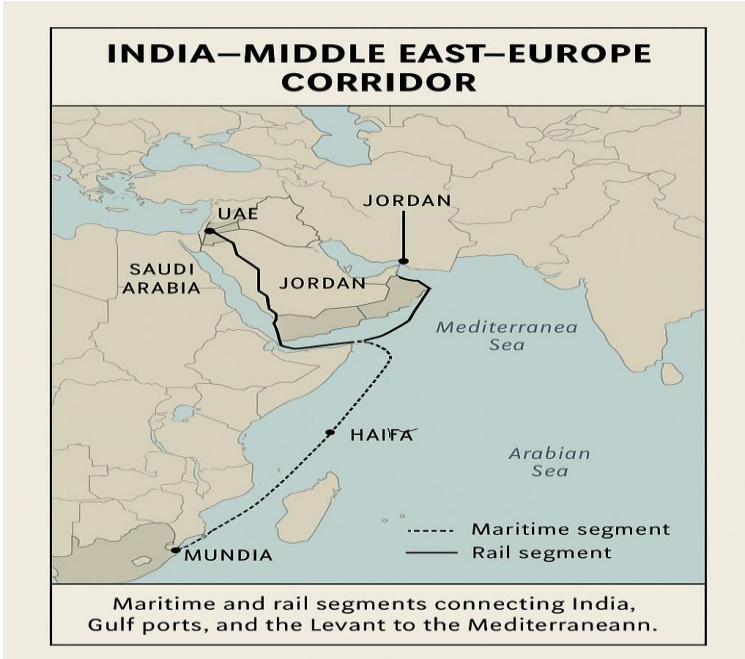 INDIA–MIDDLE EAST–EUROPE
CORRIDOR
UAE
JORDAN
SAUDI
ARABIA
JORDAN
Mediterranea
Sea
HAIFA
Arabian
Sea
Maritime segment
Rail segment
MUNDIA
Maritime and rail segments connecting India,
Gulf ports, and the Levant to the Mediterraneann.